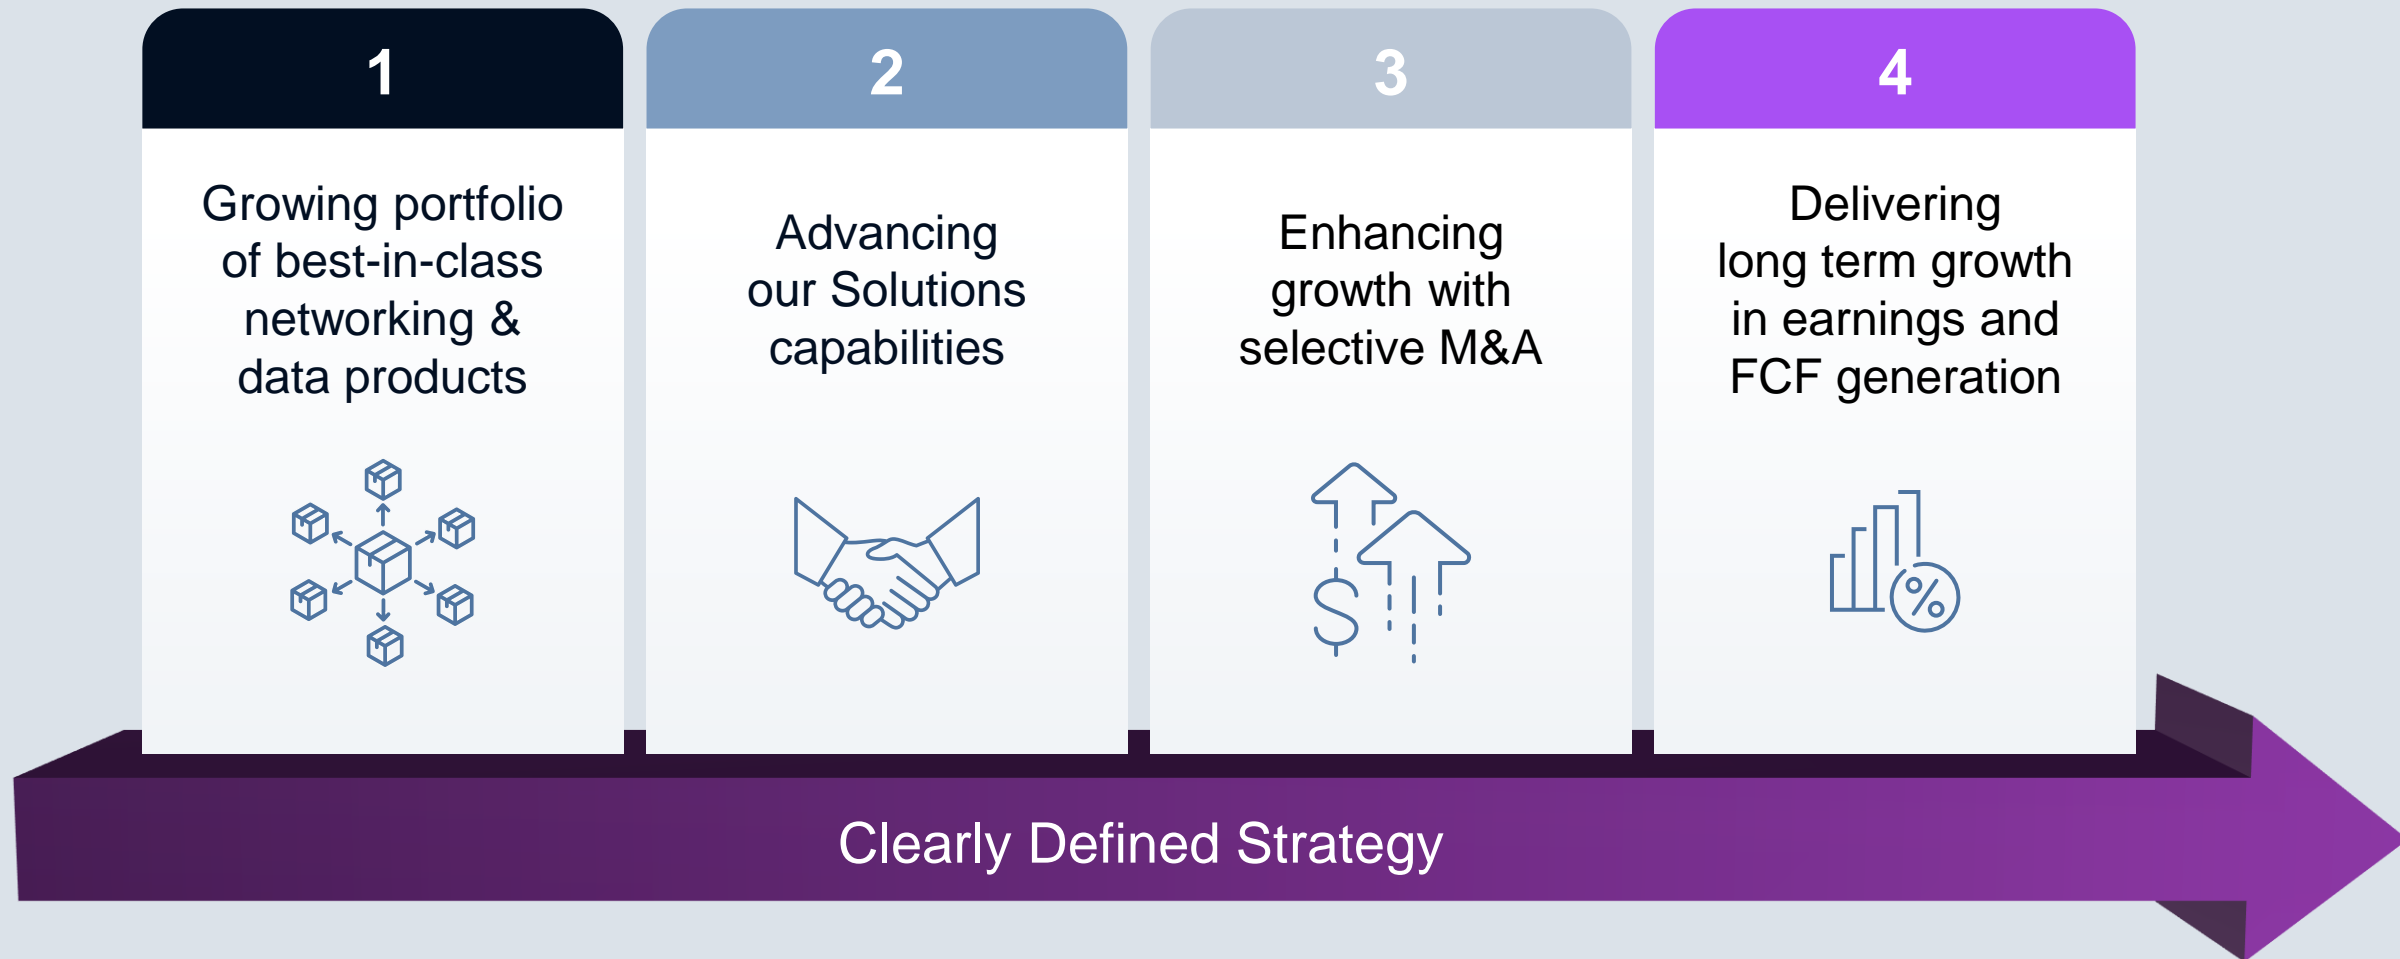 1
Growing portfolio
of best-in-class
networking &
data products
2
Advancing
our Solutions
capabilities
3
Enhancing
growth with
selective M&A
4
Delivering
long term growth
in earnings and
FCF generation
$
%
Clearly Defined Strategy